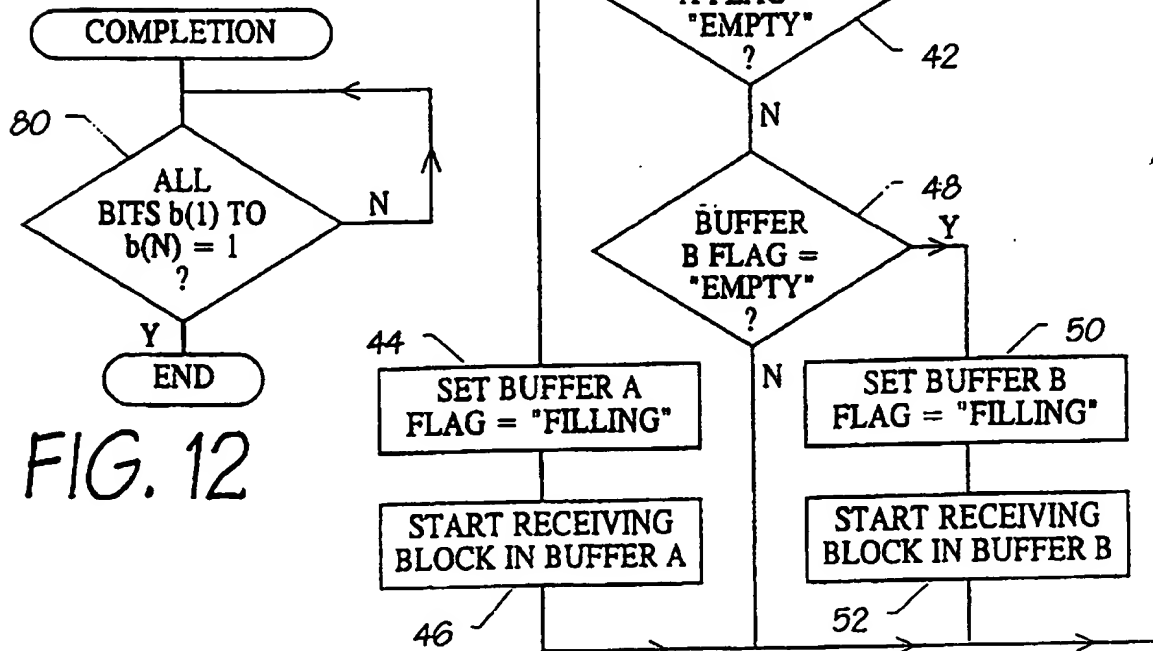 COMPLETION
80
ALL
BITS b(1) TO
b(N) = 1
?
N
Y
END
FIG. 12
"EMPTY"
?
42
N
BUFFER
B FLAG =
"EMPTY"
?
48
Y
N
44
SET BUFFER A
FLAG = "FILLING"
START RECEIVING
BLOCK IN BUFFER A
46
50
SET BUFFER B
FLAG = "FILLING"
START RECEIVING
BLOCK IN BUFFER B
52